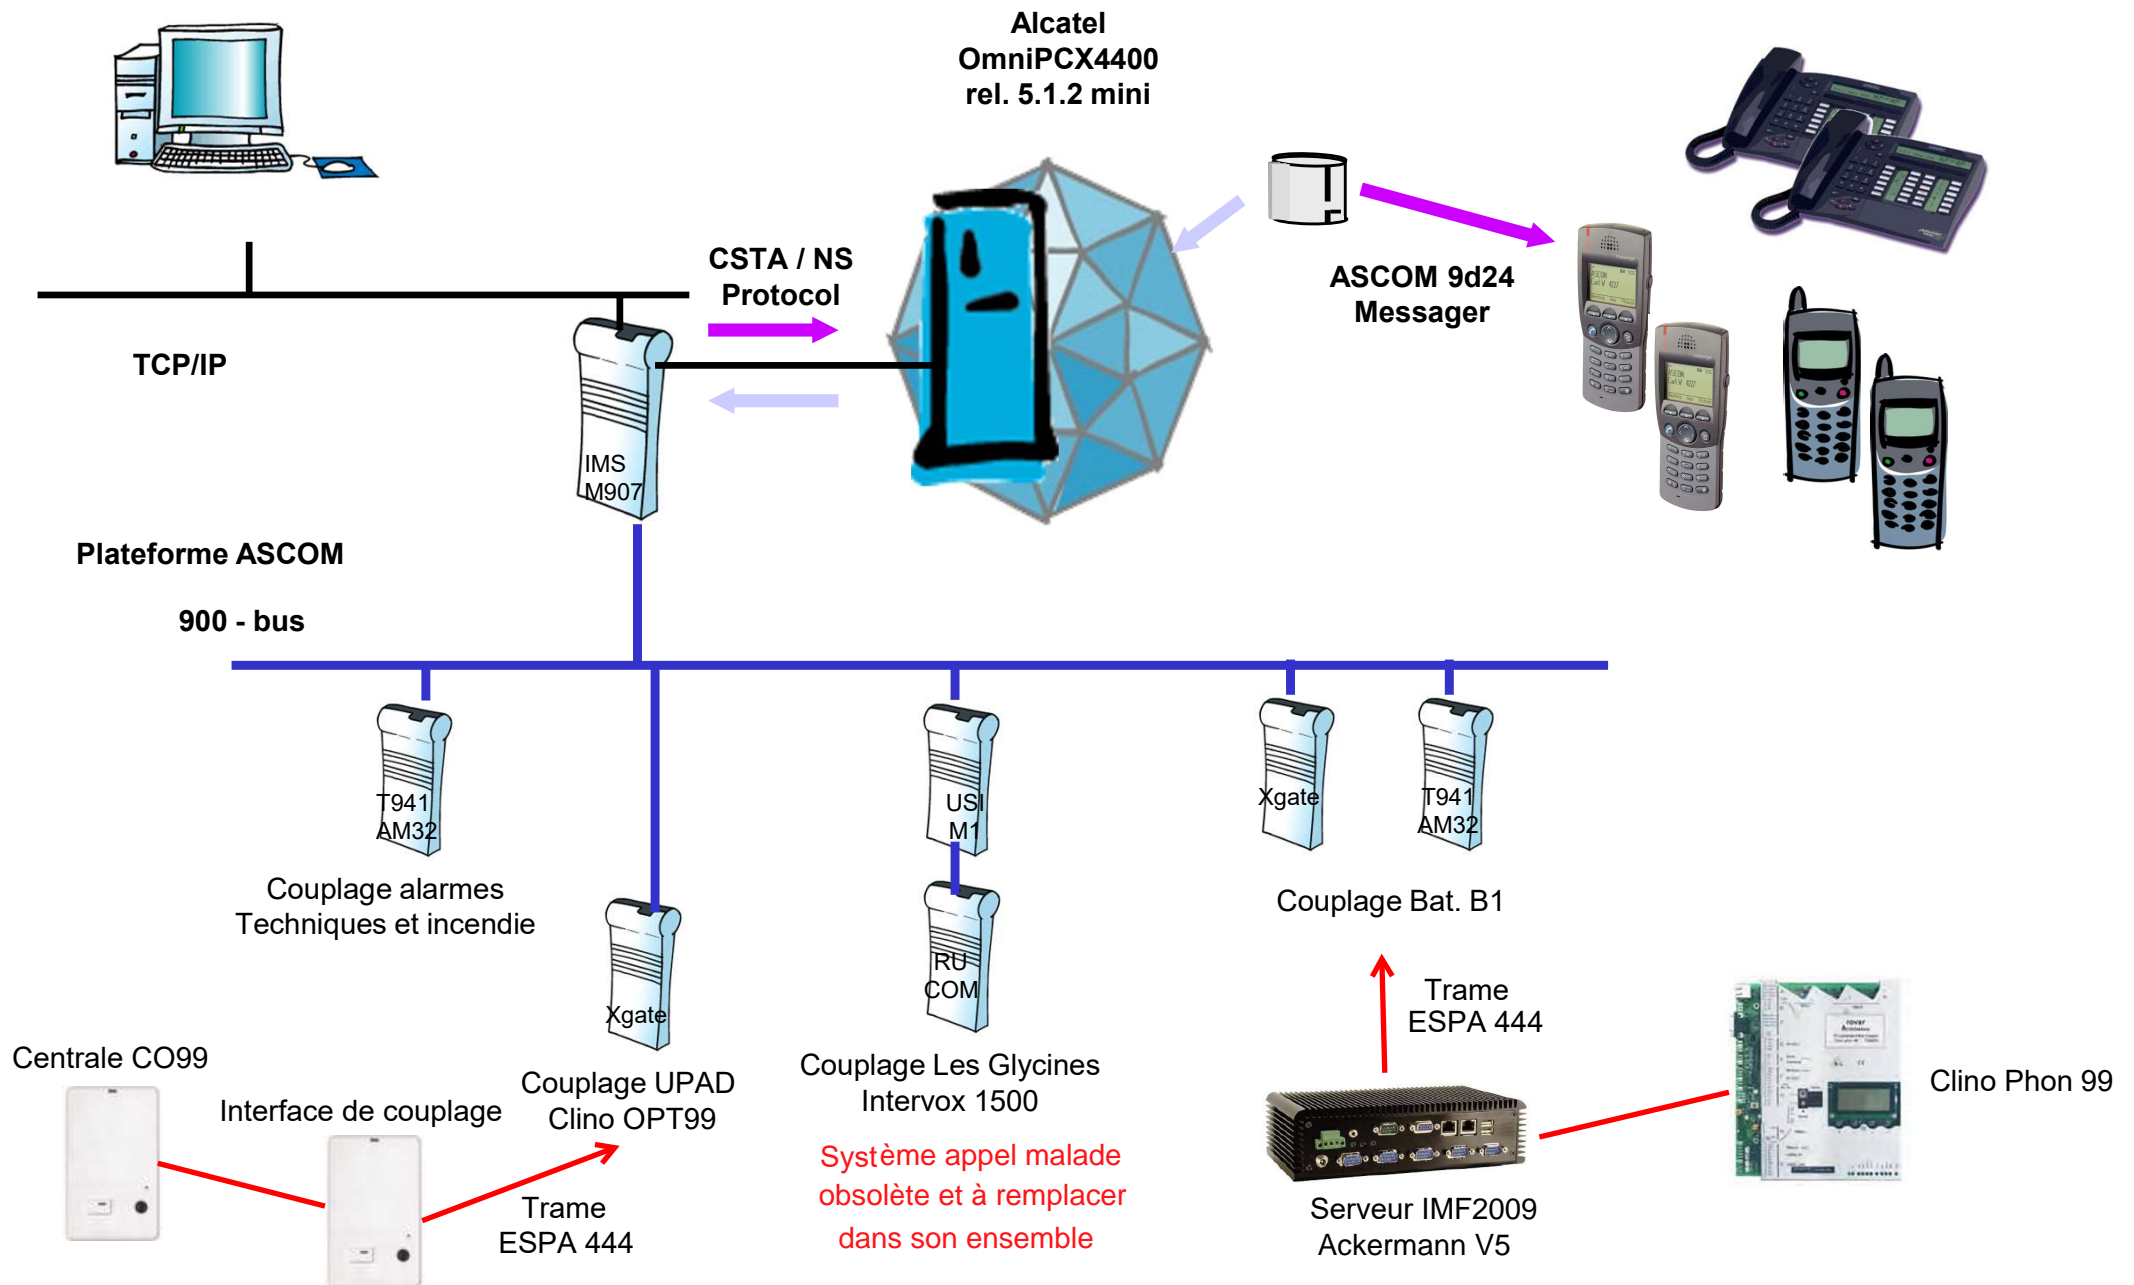 Alcatel
OmniPCX4400
rel. 5.1.2 mini
CSTA / NS
Protocol
ASCOM 9d24
Messager
TCP/IP
IMS
M907
ASCOM
ASCOM
Plateforme ASCOM
900 - bus
T941
AM32
USI
M1
Xgate
T941
AM32
Couplage alarmes
Techniques et incendie
Couplage Bat. B1
Xgate
RU
COM
Trame
ESPA 444
Centrale CO99
Interface de couplage
Couplage UPAD
Clino OPT99
Couplage Les Glycines
Intervox 1500
Clino Phon 99
Système appel malade
obsolète et à remplacer
dans son ensemble
Trame
ESPA 444
Serveur IMF2009
Ackermann V5